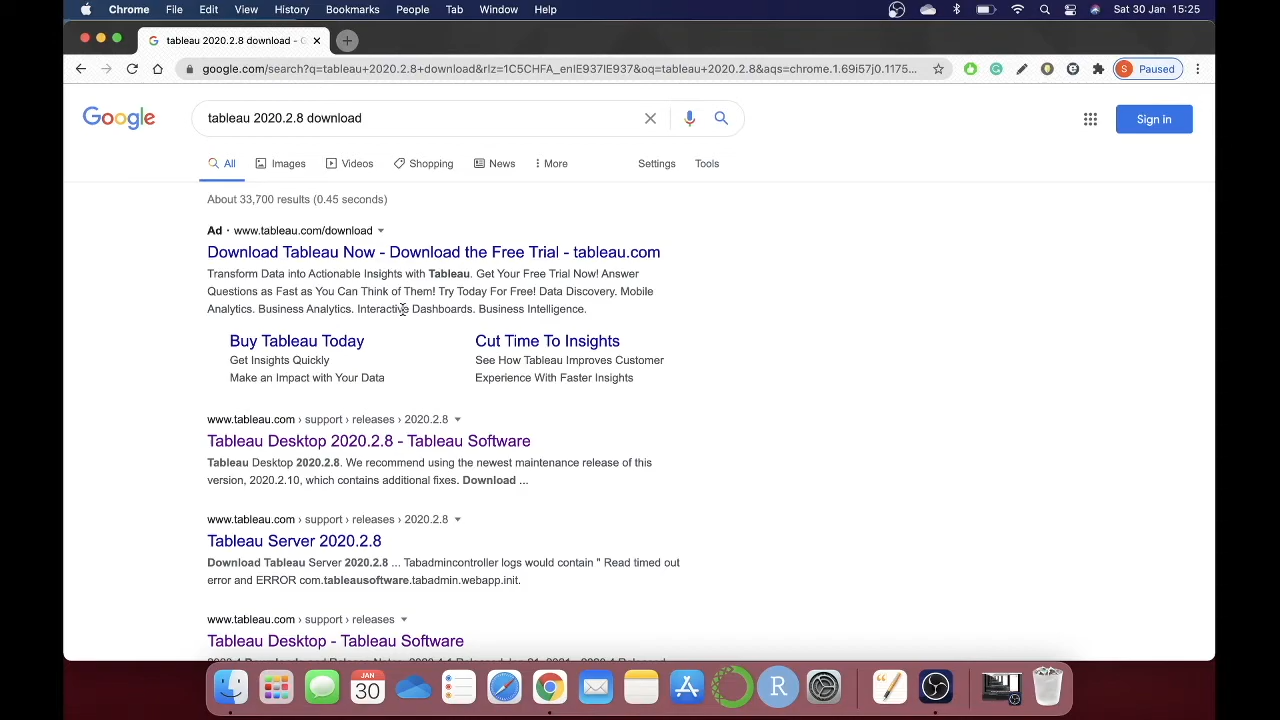 Chrome File Edit View History Bookmarks People Tab Window Help Sat 30 Jan 15:25
tableau 2020.2.8 download - G
google.com/search?q=tableau+2020.2.8+download&rlz=1C5CHFA_enIE937IE937&oq=tableau+2020.2.8&aqs=chrome.1.69i57j0.1175... S Paused
Google tableau 2020.2.8 download Sign in
All Images Videos Shopping News More Settings Tools
About 33,700 results (0.45 seconds)
Ad · www.tableau.com/download
Download Tableau Now - Download the Free Trial - tableau.com
Transform Data into Actionable Insights with Tableau. Get Your Free Trial Now! Answer
Questions as Fast as You Can Think of Them! Try Today For Free! Data Discovery. Mobile
Analytics. Business Analytics. Interactive Dashboards. Business Intelligence.
Buy Tableau Today Cut Time To Insights
Get Insights Quickly See How Tableau Improves Customer
Make an Impact with Your Data Experience With Faster Insights
www.tableau.com › support › releases › 2020.2.8
Tableau Desktop 2020.2.8 - Tableau Software
Tableau Desktop 2020.2.8. We recommend using the newest maintenance release of this
version, 2020.2.10, which contains additional fixes. Download ...
www.tableau.com › support › releases › 2020.2.8
Tableau Server 2020.2.8
Download Tableau Server 2020.2.8 ... Tabadmincontroller logs would contain " Read timed out
error and ERROR com.tableausoftware.tabadmin.webapp.init.
www.tableau.com › support › releases
Tableau Desktop - Tableau Software
JAN
30
R